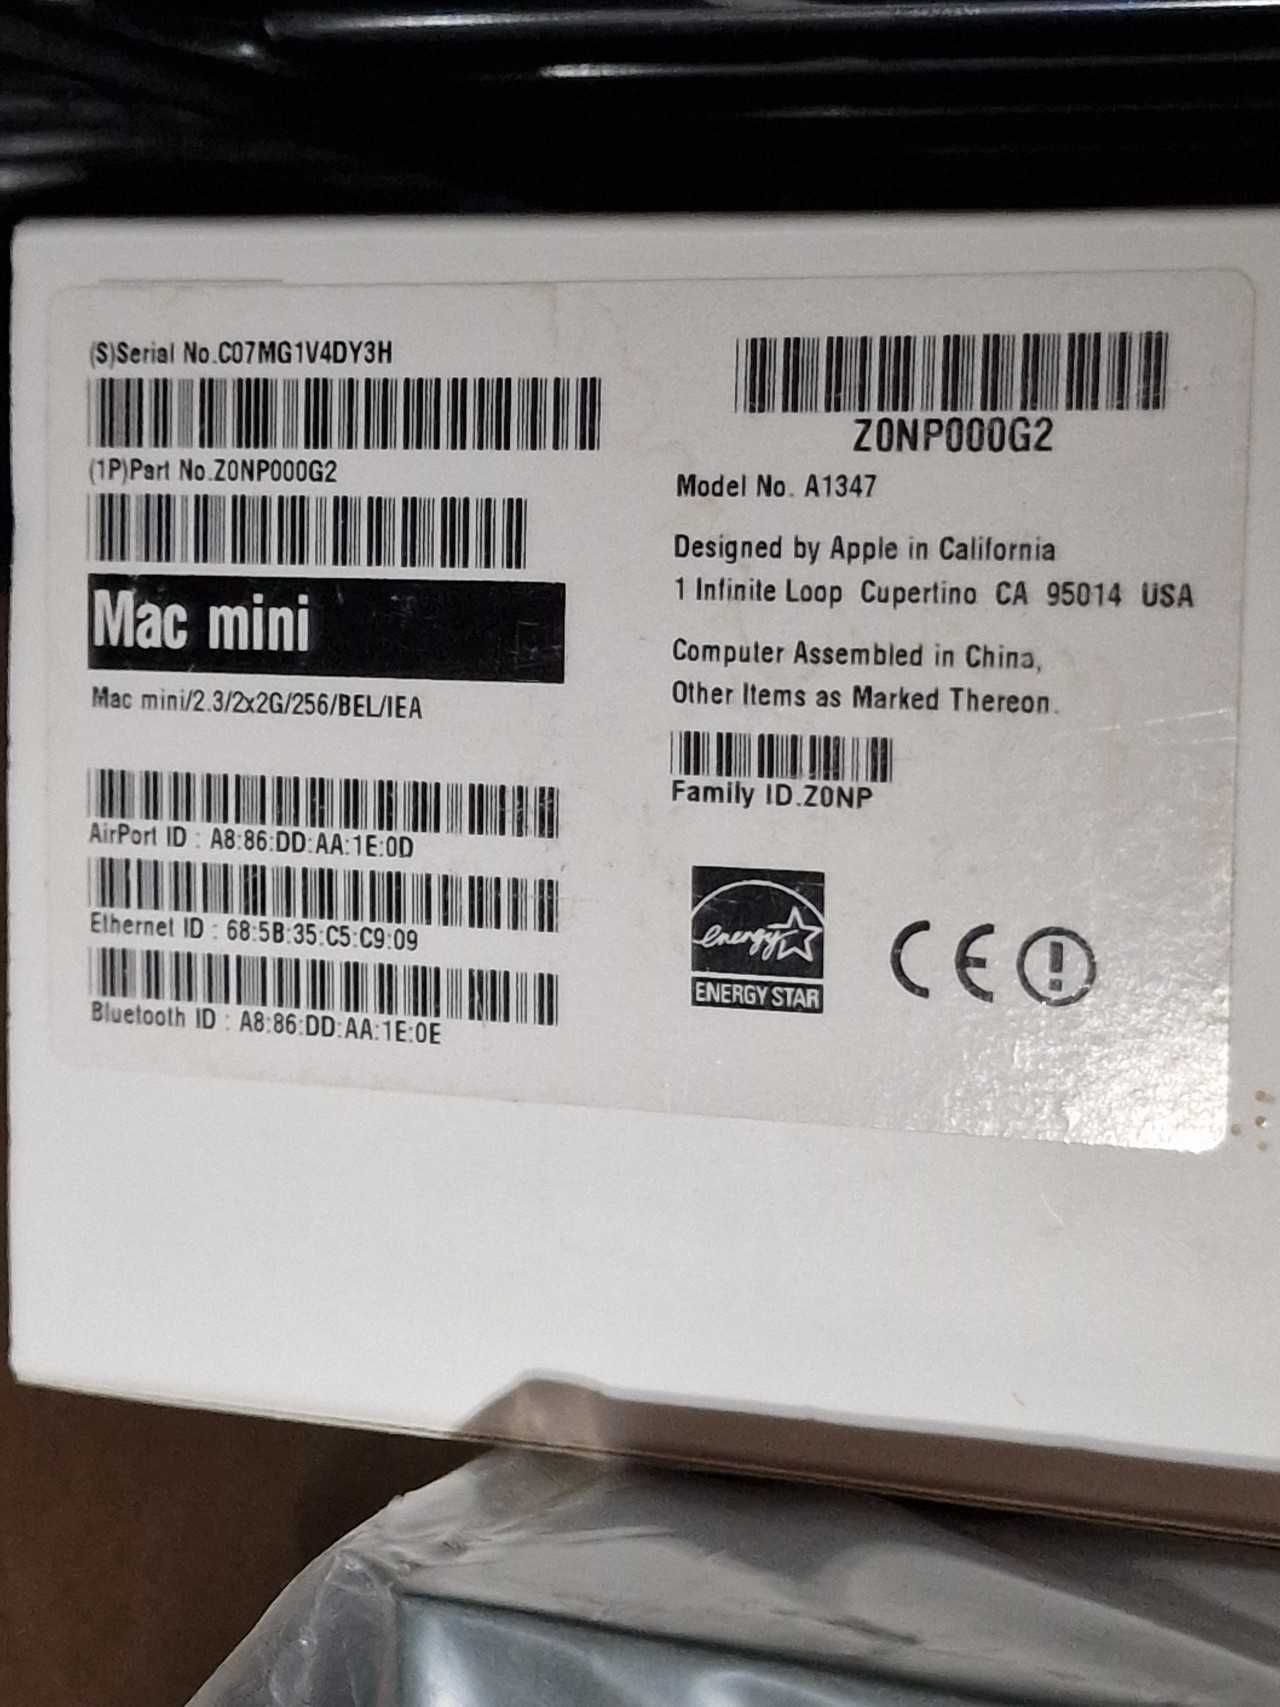 (S)Serial No.C07MG1V4DY3H
(1P)Part No.Z0NP000G2
Mac mini
Mac mini/2.3/2x2G/256/BEL/IEA
AirPort ID : A8:86:DD:AA:1E:0D
Ethernet ID : 68:5B:35:C5:C9:09
Bluetooth ID : A8:86:DD:AA:1E:0E
Z0NP000G2
Model No. A1347
Designed by Apple in California
1 Infinite Loop Cupertino CA 95014 USA
Computer Assembled in China,
Other Items as Marked Thereon.
Family ID.Z0NP
energy
ENERGY STAR
CE